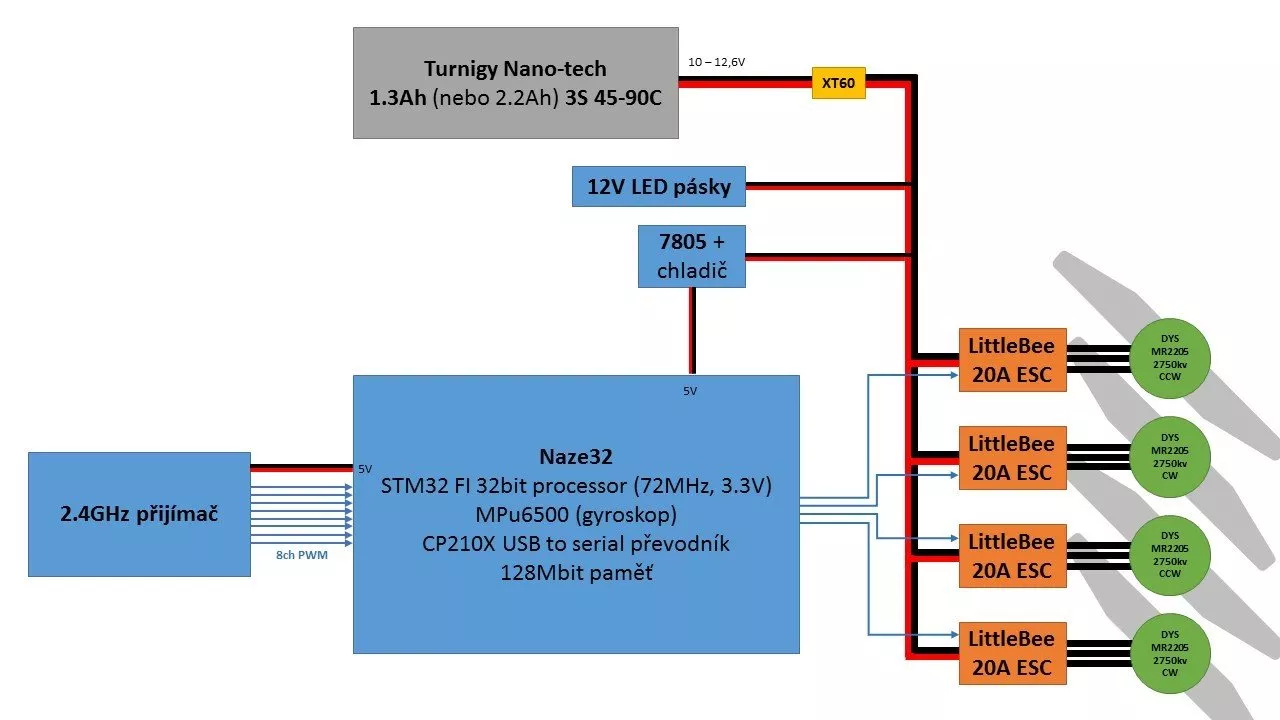 Turnigy Nano-tech
1.3Ah (nebo 2.2Ah) 3S 45-90C
10 – 12,6V
XT60
12V LED pásky
7805 +
chladič
5V
2.4GHz přijímač
8ch PWM
5V
Naze32
STM32 FI 32bit processor (72MHz, 3.3V)
MPu6500 (gyroskop)
CP210X USB to serial převodník
128Mbit paměť
LittleBee
20A ESC
DYS
MR2205
2750kv
CCW
LittleBee
20A ESC
DYS
MR2205
2750kv
CW
LittleBee
20A ESC
DYS
MR2205
2750kv
CCW
LittleBee
20A ESC
DYS
MR2205
2750kv
CW